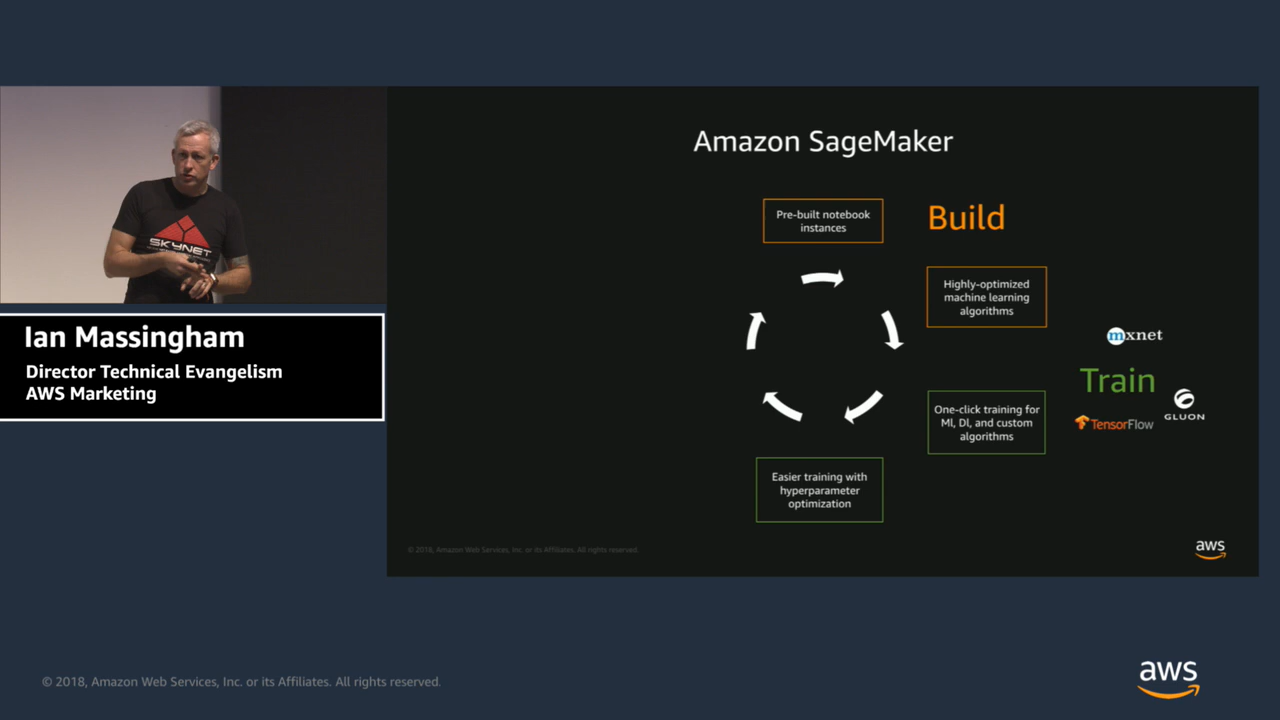 SKYNET
Ian Massingham
Director Technical Evangelism
AWS Marketing
Amazon SageMaker
Pre-built notebook
instances
Build
Highly-optimized
machine learning
algorithms
mxnet
Train
GLUON
TensorFlow
One-click training for
Ml, Dl, and custom
algorithms
Easier training with
hyperparameter
optimization
© 2018, Amazon Web Services, Inc. or its Affiliates. All rights reserved.
aws
© 2018, Amazon Web Services, Inc. or its Affiliates. All rights reserved.
aws